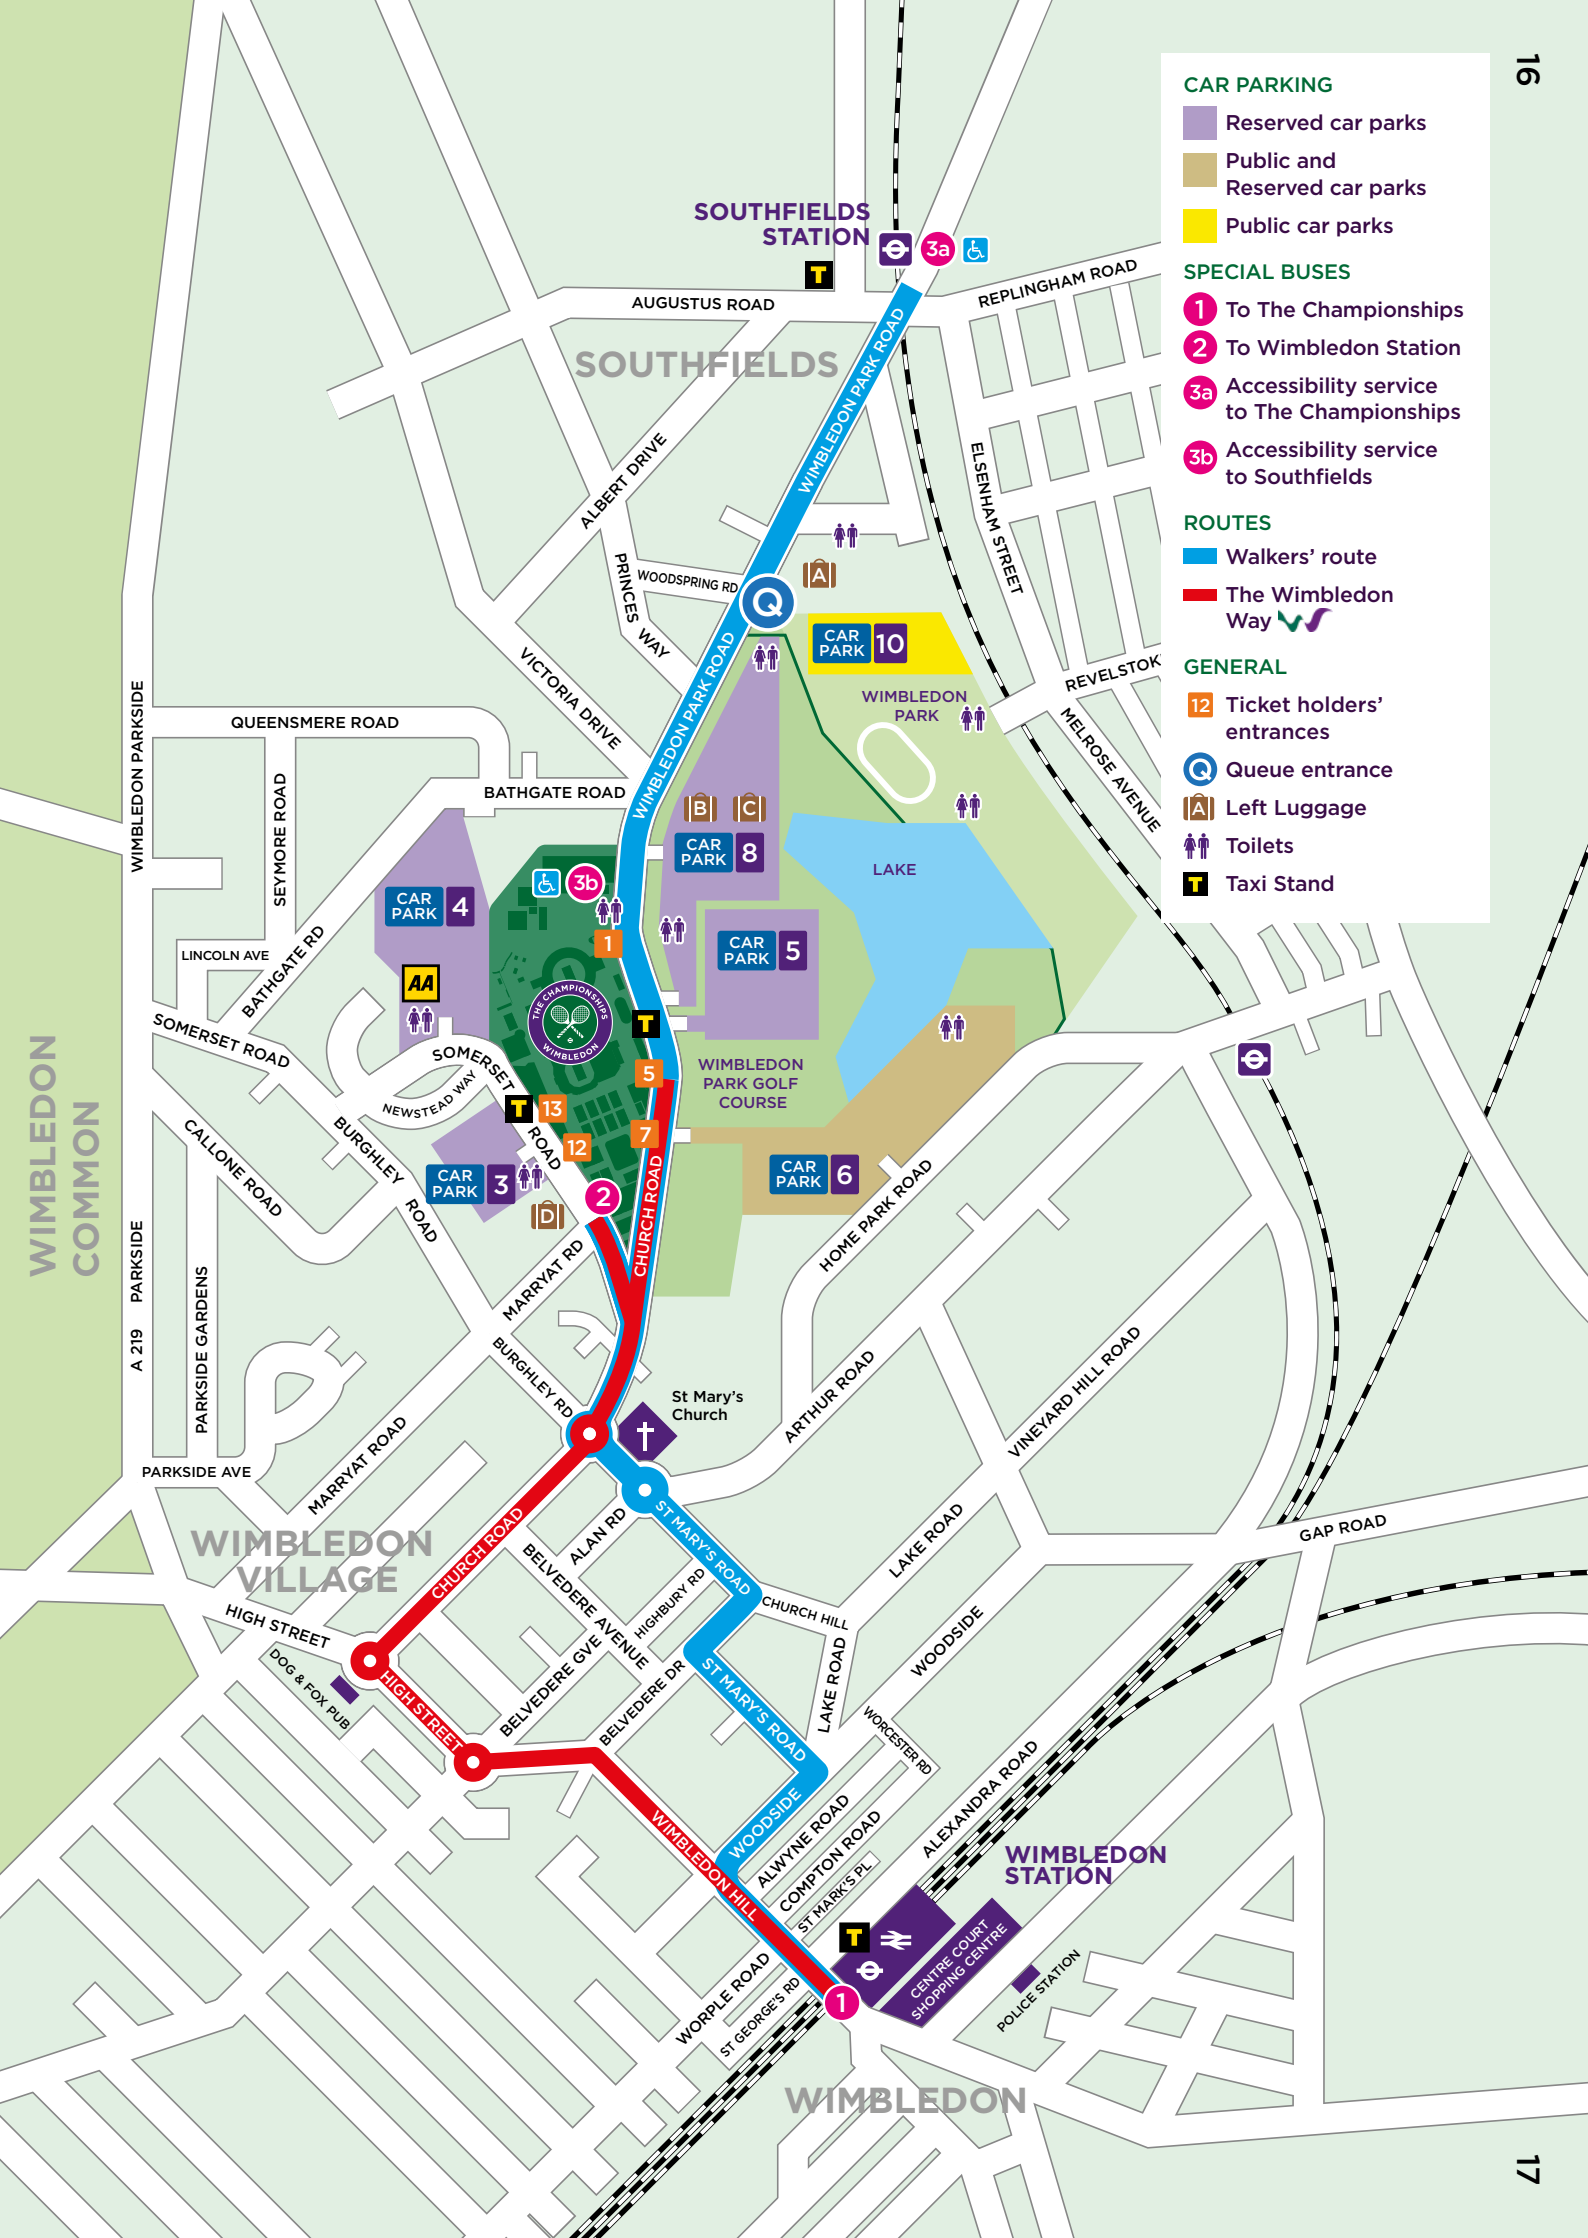 16
CAR PARKING
Reserved car parks
Public and
Reserved car parks
Public car parks
SPECIAL BUSES
1 To The Championships
2 To Wimbledon Station
3a Accessibility service
to The Championships
3b Accessibility service
to Southfields
ROUTES
Walkers' route
The Wimbledon
Way
GENERAL
12 Ticket holders'
entrances
Q Queue entrance
A Left Luggage
Toilets
T Taxi Stand
SOUTHFIELDS
STATION
3a
T
AUGUSTUS ROAD
REPLINGHAM ROAD
SOUTHFIELDS
WIMBLEDON PARK ROAD
ALBERT DRIVE
ELSENHAM STREET
PRINCES WAY
WOODSPRING RD
A
Q
CAR
PARK
10
WIMBLEDON PARK ROAD
VICTORIA DRIVE
WIMBLEDON
PARK
REVELSTOK
MELROSE AVENUE
WIMBLEDON PARKSIDE
QUEENSMERE ROAD
SEYMORE ROAD
BATHGATE ROAD
B
C
CAR
PARK
8
LAKE
3b
CAR
PARK
4
1
CAR
PARK
5
LINCOLN AVE
BATHGATE RD
AA
THE CHAMPIONSHIPS
WIMBLEDON
T
SOMERSET ROAD
SOMERSET ROAD
NEWSTEAD WAY
5
WIMBLEDON
PARK GOLF
COURSE
WIMBLEDON
COMMON
T
13
12
7
CALLONE ROAD
BURGHLEY ROAD
CAR
PARK
3
D
2
CHURCH ROAD
CAR
PARK
6
HOME PARK ROAD
A 219 PARKSIDE
PARKSIDE GARDENS
MARRYAT RD
BURGHLEY RD
St Mary's
Church
ARTHUR ROAD
VINEYARD HILL ROAD
MARRYAT ROAD
PARKSIDE AVE
WIMBLEDON
VILLAGE
CHURCH ROAD
ALAN RD
ST MARY'S ROAD
LAKE ROAD
GAP ROAD
BELVEDERE AVENUE
HIGHBURY RD
CHURCH HILL
HIGH STREET
DOG & FOX PUB
HIGH STREET
BELVEDERE GVE
BELVEDERE DR
ST MARY'S ROAD
LAKE ROAD
WOODSIDE
WORCESTER RD
WOODSIDE
WIMBLEDON HILL
ALWYNE ROAD
COMPTON ROAD
ST MARK'S PL
ALEXANDRA ROAD
WIMBLEDON
STATION
T
CENTRE COURT
SHOPPING CENTRE
POLICE STATION
WORPLE ROAD
ST GEORGE'S RD
1
WIMBLEDON
17